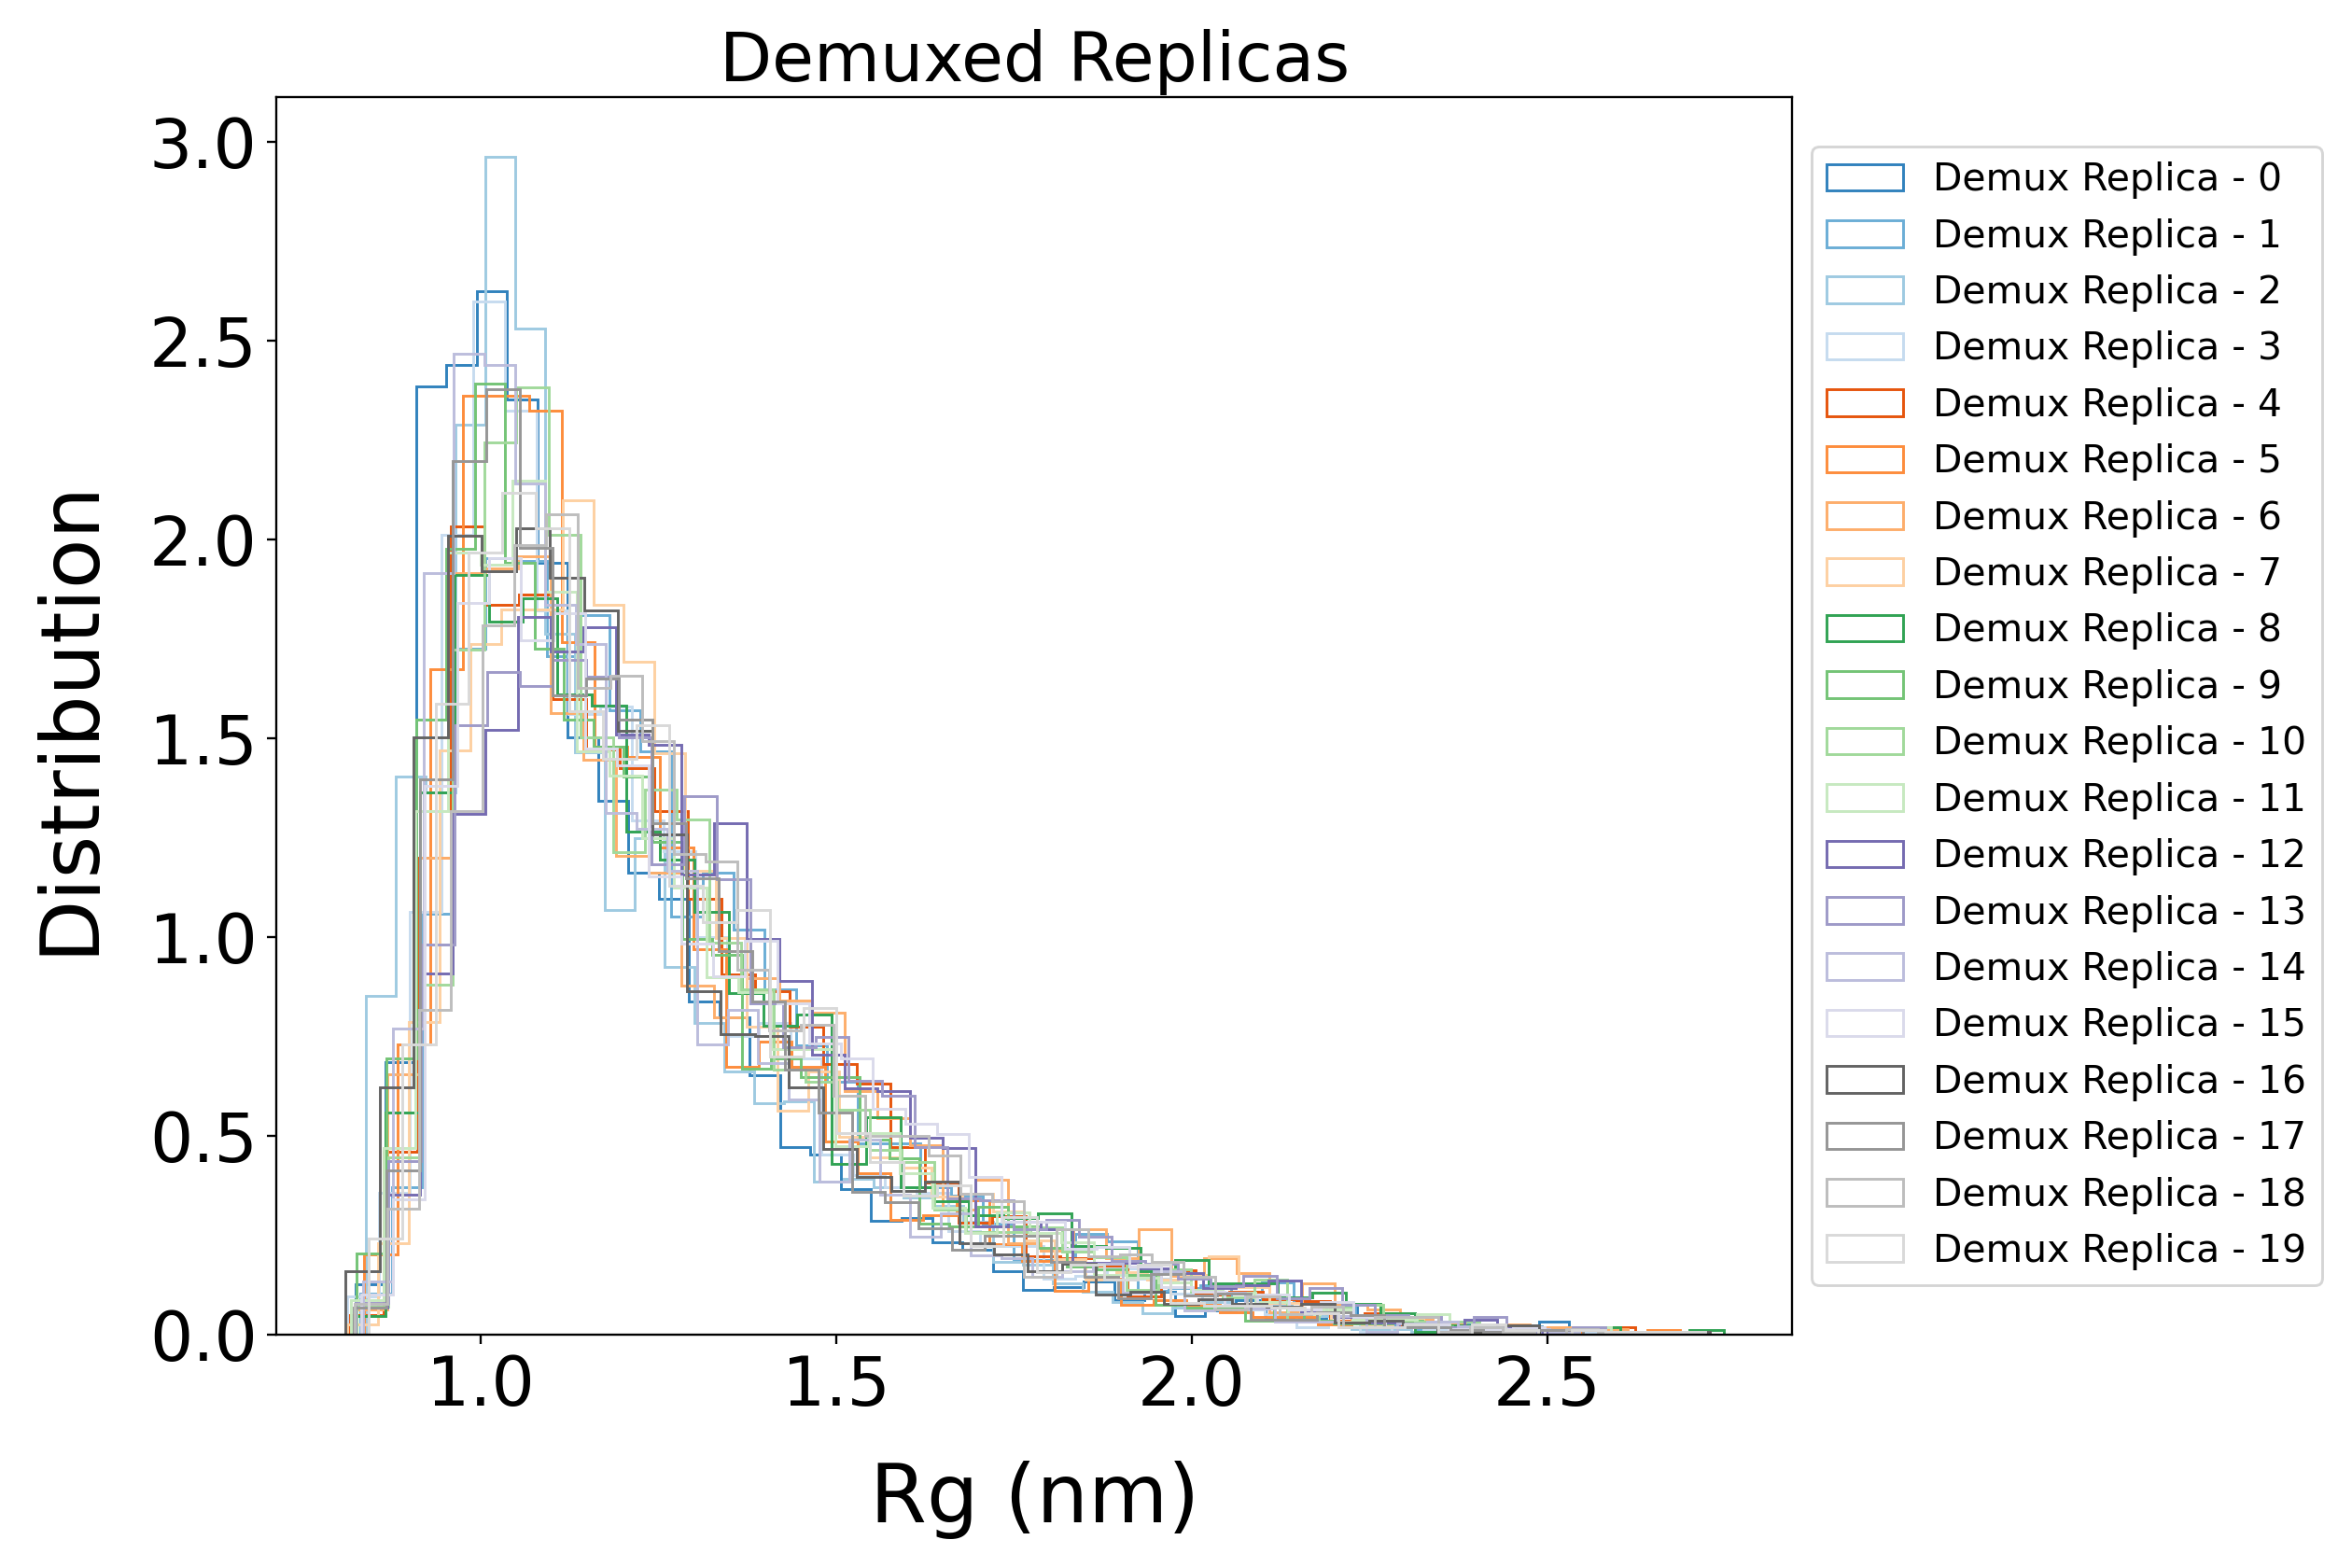 Demuxed Replicas
Distribution
3.0
2.5
2.0
1.5
1.0
0.5
0.0
1.0 1.5 2.0 2.5
Rg (nm)
Demux Replica - 0
Demux Replica - 1
Demux Replica - 2
Demux Replica - 3
Demux Replica - 4
Demux Replica - 5
Demux Replica - 6
Demux Replica - 7
Demux Replica - 8
Demux Replica - 9
Demux Replica - 10
Demux Replica - 11
Demux Replica - 12
Demux Replica - 13
Demux Replica - 14
Demux Replica - 15
Demux Replica - 16
Demux Replica - 17
Demux Replica - 18
Demux Replica - 19